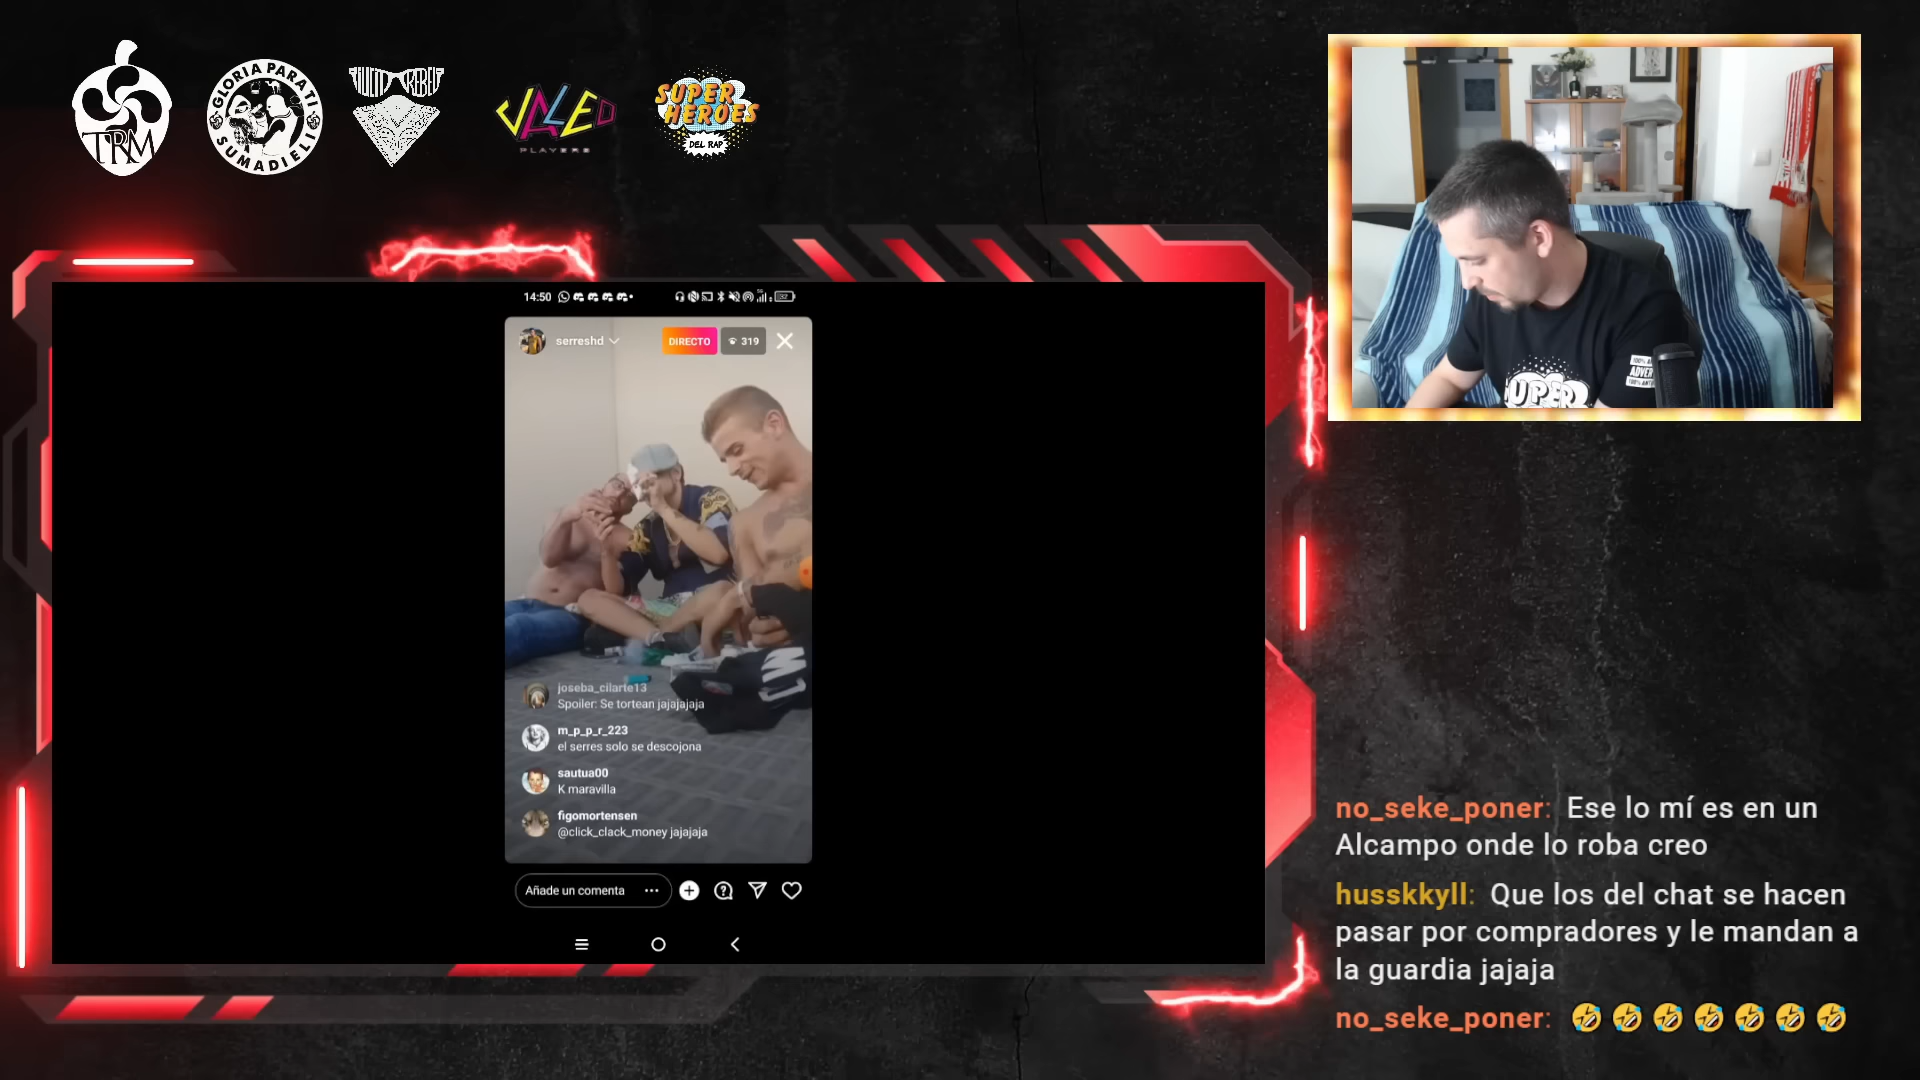 TRM
GLORIA PARATI
SUMADIELI
REBEL
VALED
PLAYERS
SUPER
HEROES
DEL RAP
14:50
serreshd
DIRECTO
319
joseba_cilarte13
Spoiler: Se tortean jajajajaja
m_p_p_r_223
el serres solo se descojona
sautua00
K maravilla
figomortensen
@click_clack_money jajajaja
Añade un comenta
UPER
no_seke_poner: Ese lo mí es en un
Alcampo onde lo roba creo
husskkyll: Que los del chat se hacen
pasar por compradores y le mandan a
la guardia jajaja
no_seke_poner: 🤣 🤣 🤣 🤣 🤣 🤣 🤣